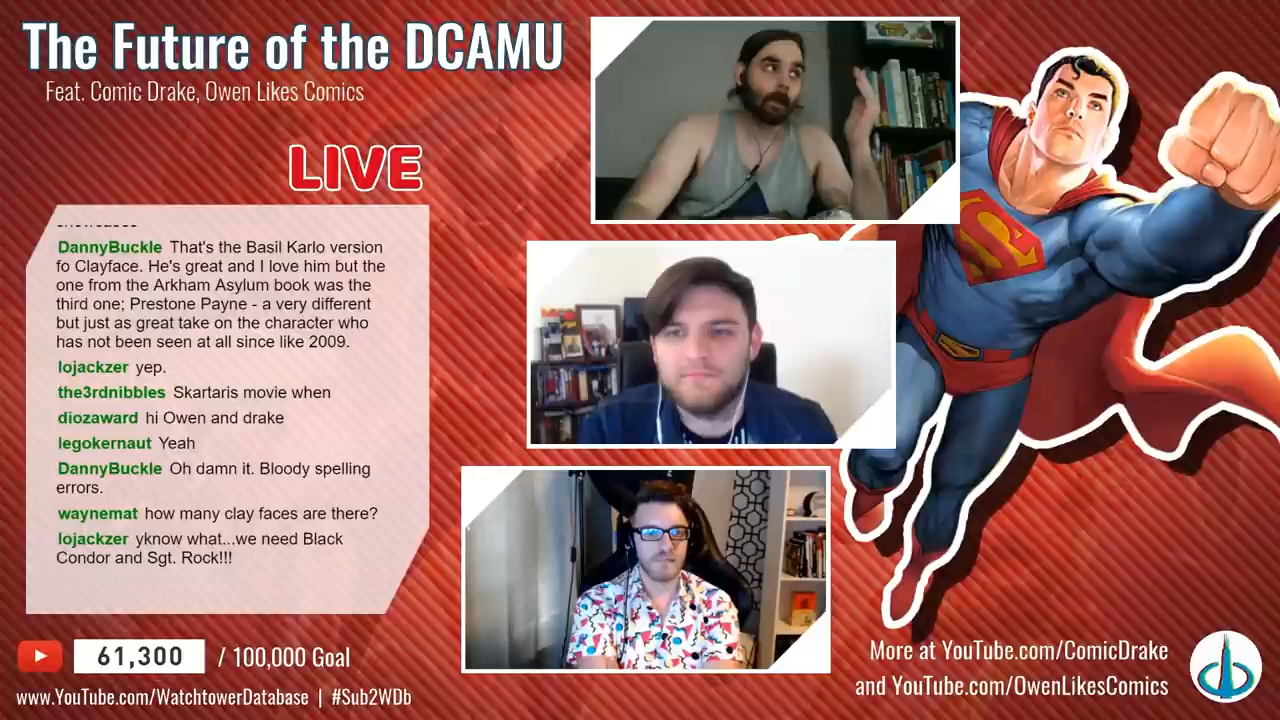 The Future of the DCAMU
Feat. Comic Drake, Owen Likes Comics
LIVE
DannyBuckle That's the Basil Karlo version
fo Clayface. He's great and I love him but the
one from the Arkham Asylum book was the
third one; Prestone Payne - a very different
but just as great take on the character who
has not been seen at all since like 2009.
lojackzer yep.
the3rdnibbles Skartaris movie when
diozaward hi Owen and drake
legokernaut Yeah
DannyBuckle Oh damn it. Bloody spelling
errors.
waynemat how many clay faces are there?
lojackzer yknow what...we need Black
Condor and Sgt. Rock!!!
61,300 / 100,000 Goal
www.YouTube.com/WatchtowerDatabase | #Sub2WDb
More at YouTube.com/ComicDrake
and YouTube.com/OwenLikesComics